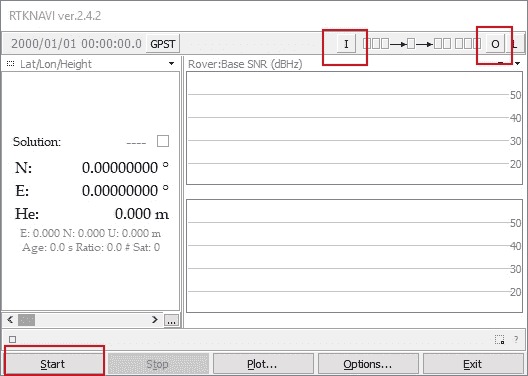 RTKNAVI ver.2.4.2
2000/01/01 00:00:00.0 GPST I O L
Lat/Lon/Height
Solution: ----
N: 0.00000000 °
E: 0.00000000 °
He: 0.000 m
E: 0.000 N: 0.000 U: 0.000 m
Age: 0.0 s Ratio: 0.0 # Sat: 0
...
Rover:Base SNR (dBHz)
50
40
30
20
50
40
30
20
?
Start Stop Plot... Options... Exit